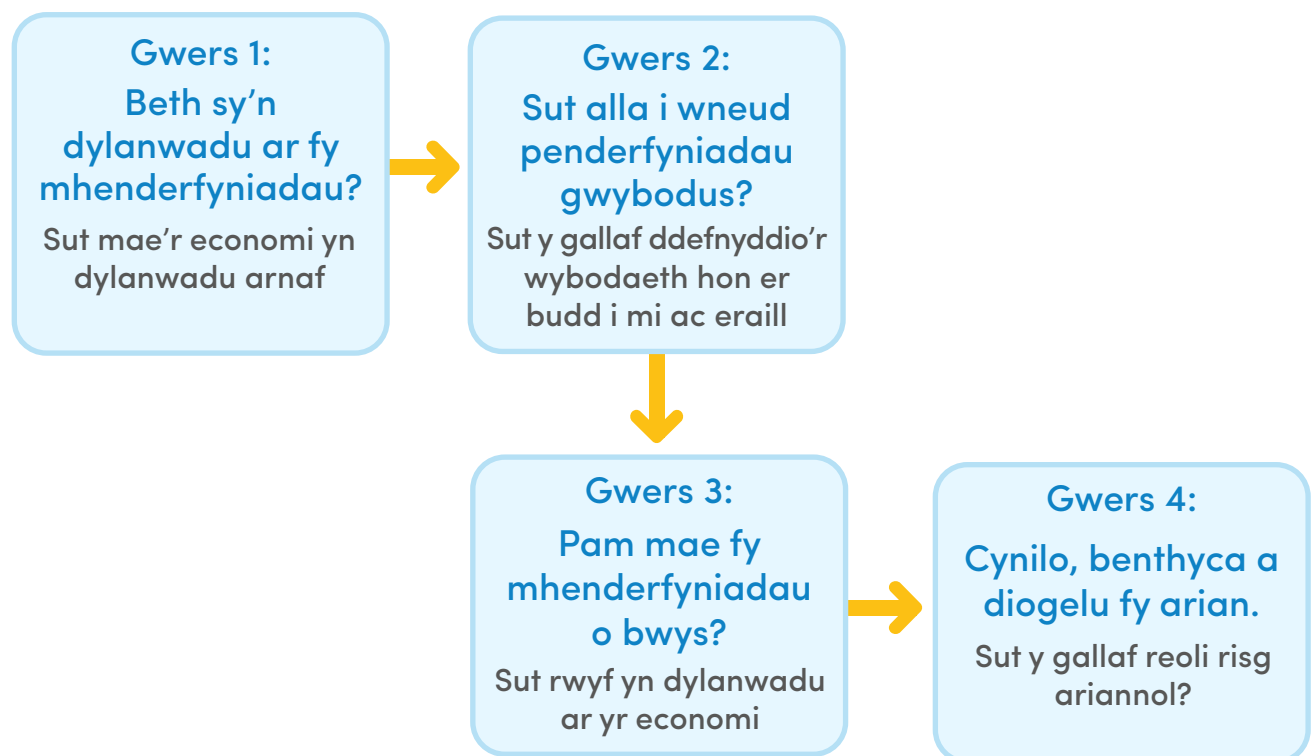 Gwers 1:
Beth sy'n
dylanwadu ar fy
mhenderfyniadau?
Sut mae'r economi yn
dylanwadu arnaf
Gwers 2:
Sut alla i wneud
penderfyniadau
gwybodus?
Sut y gallaf ddefnyddio'r
wybodaeth hon er
budd i mi ac eraill
Gwers 3:
Pam mae fy
mhenderfyniadau
o bwys?
Sut rwyf yn dylanwadu
ar yr economi
Gwers 4:
Cynilo, benthyca a
diogelu fy arian.
Sut y gallaf reoli risg
ariannol?